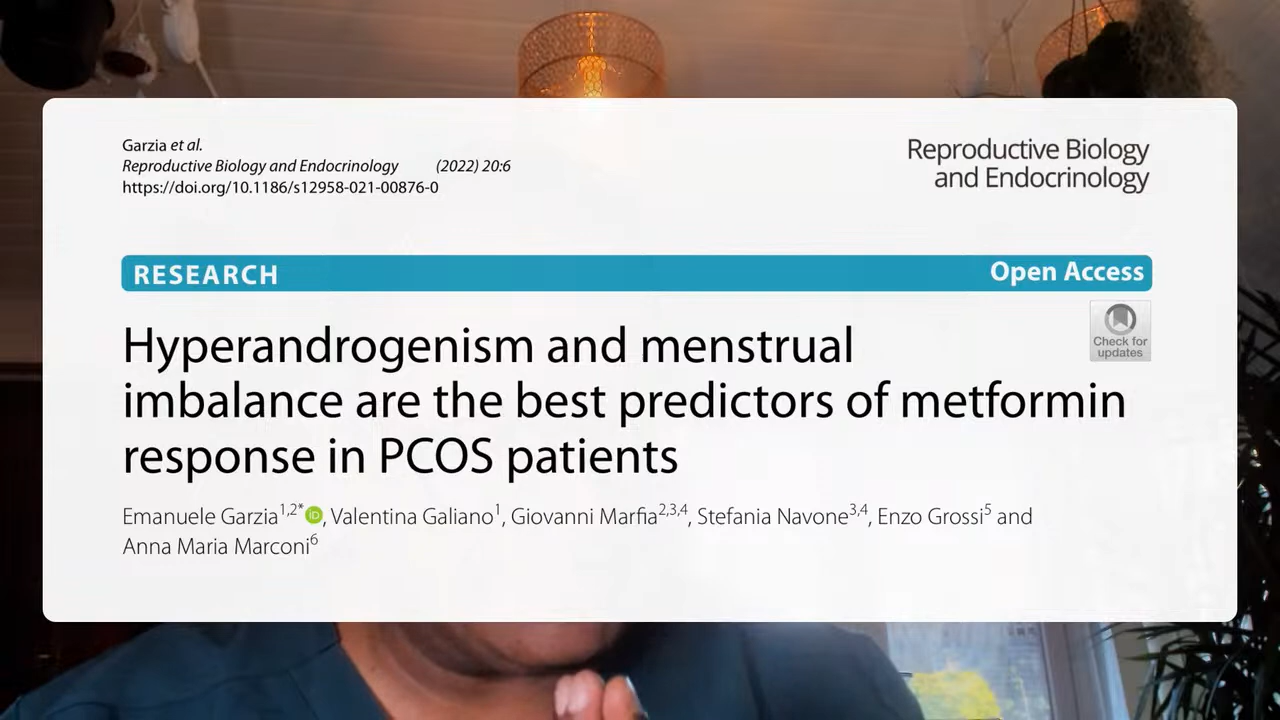 Garzia et al.
Reproductive Biology and Endocrinology (2022) 20:6
https://doi.org/10.1186/s12958-021-00876-0
Reproductive Biology
and Endocrinology
RESEARCH
Open Access
Check for
updates
Hyperandrogenism and menstrual
imbalance are the best predictors of metformin
response in PCOS patients
Emanuele Garzia1,2* iD, Valentina Galiano1, Giovanni Marfia2,3,4, Stefania Navone3,4, Enzo Grossi5 and
Anna Maria Marconi6